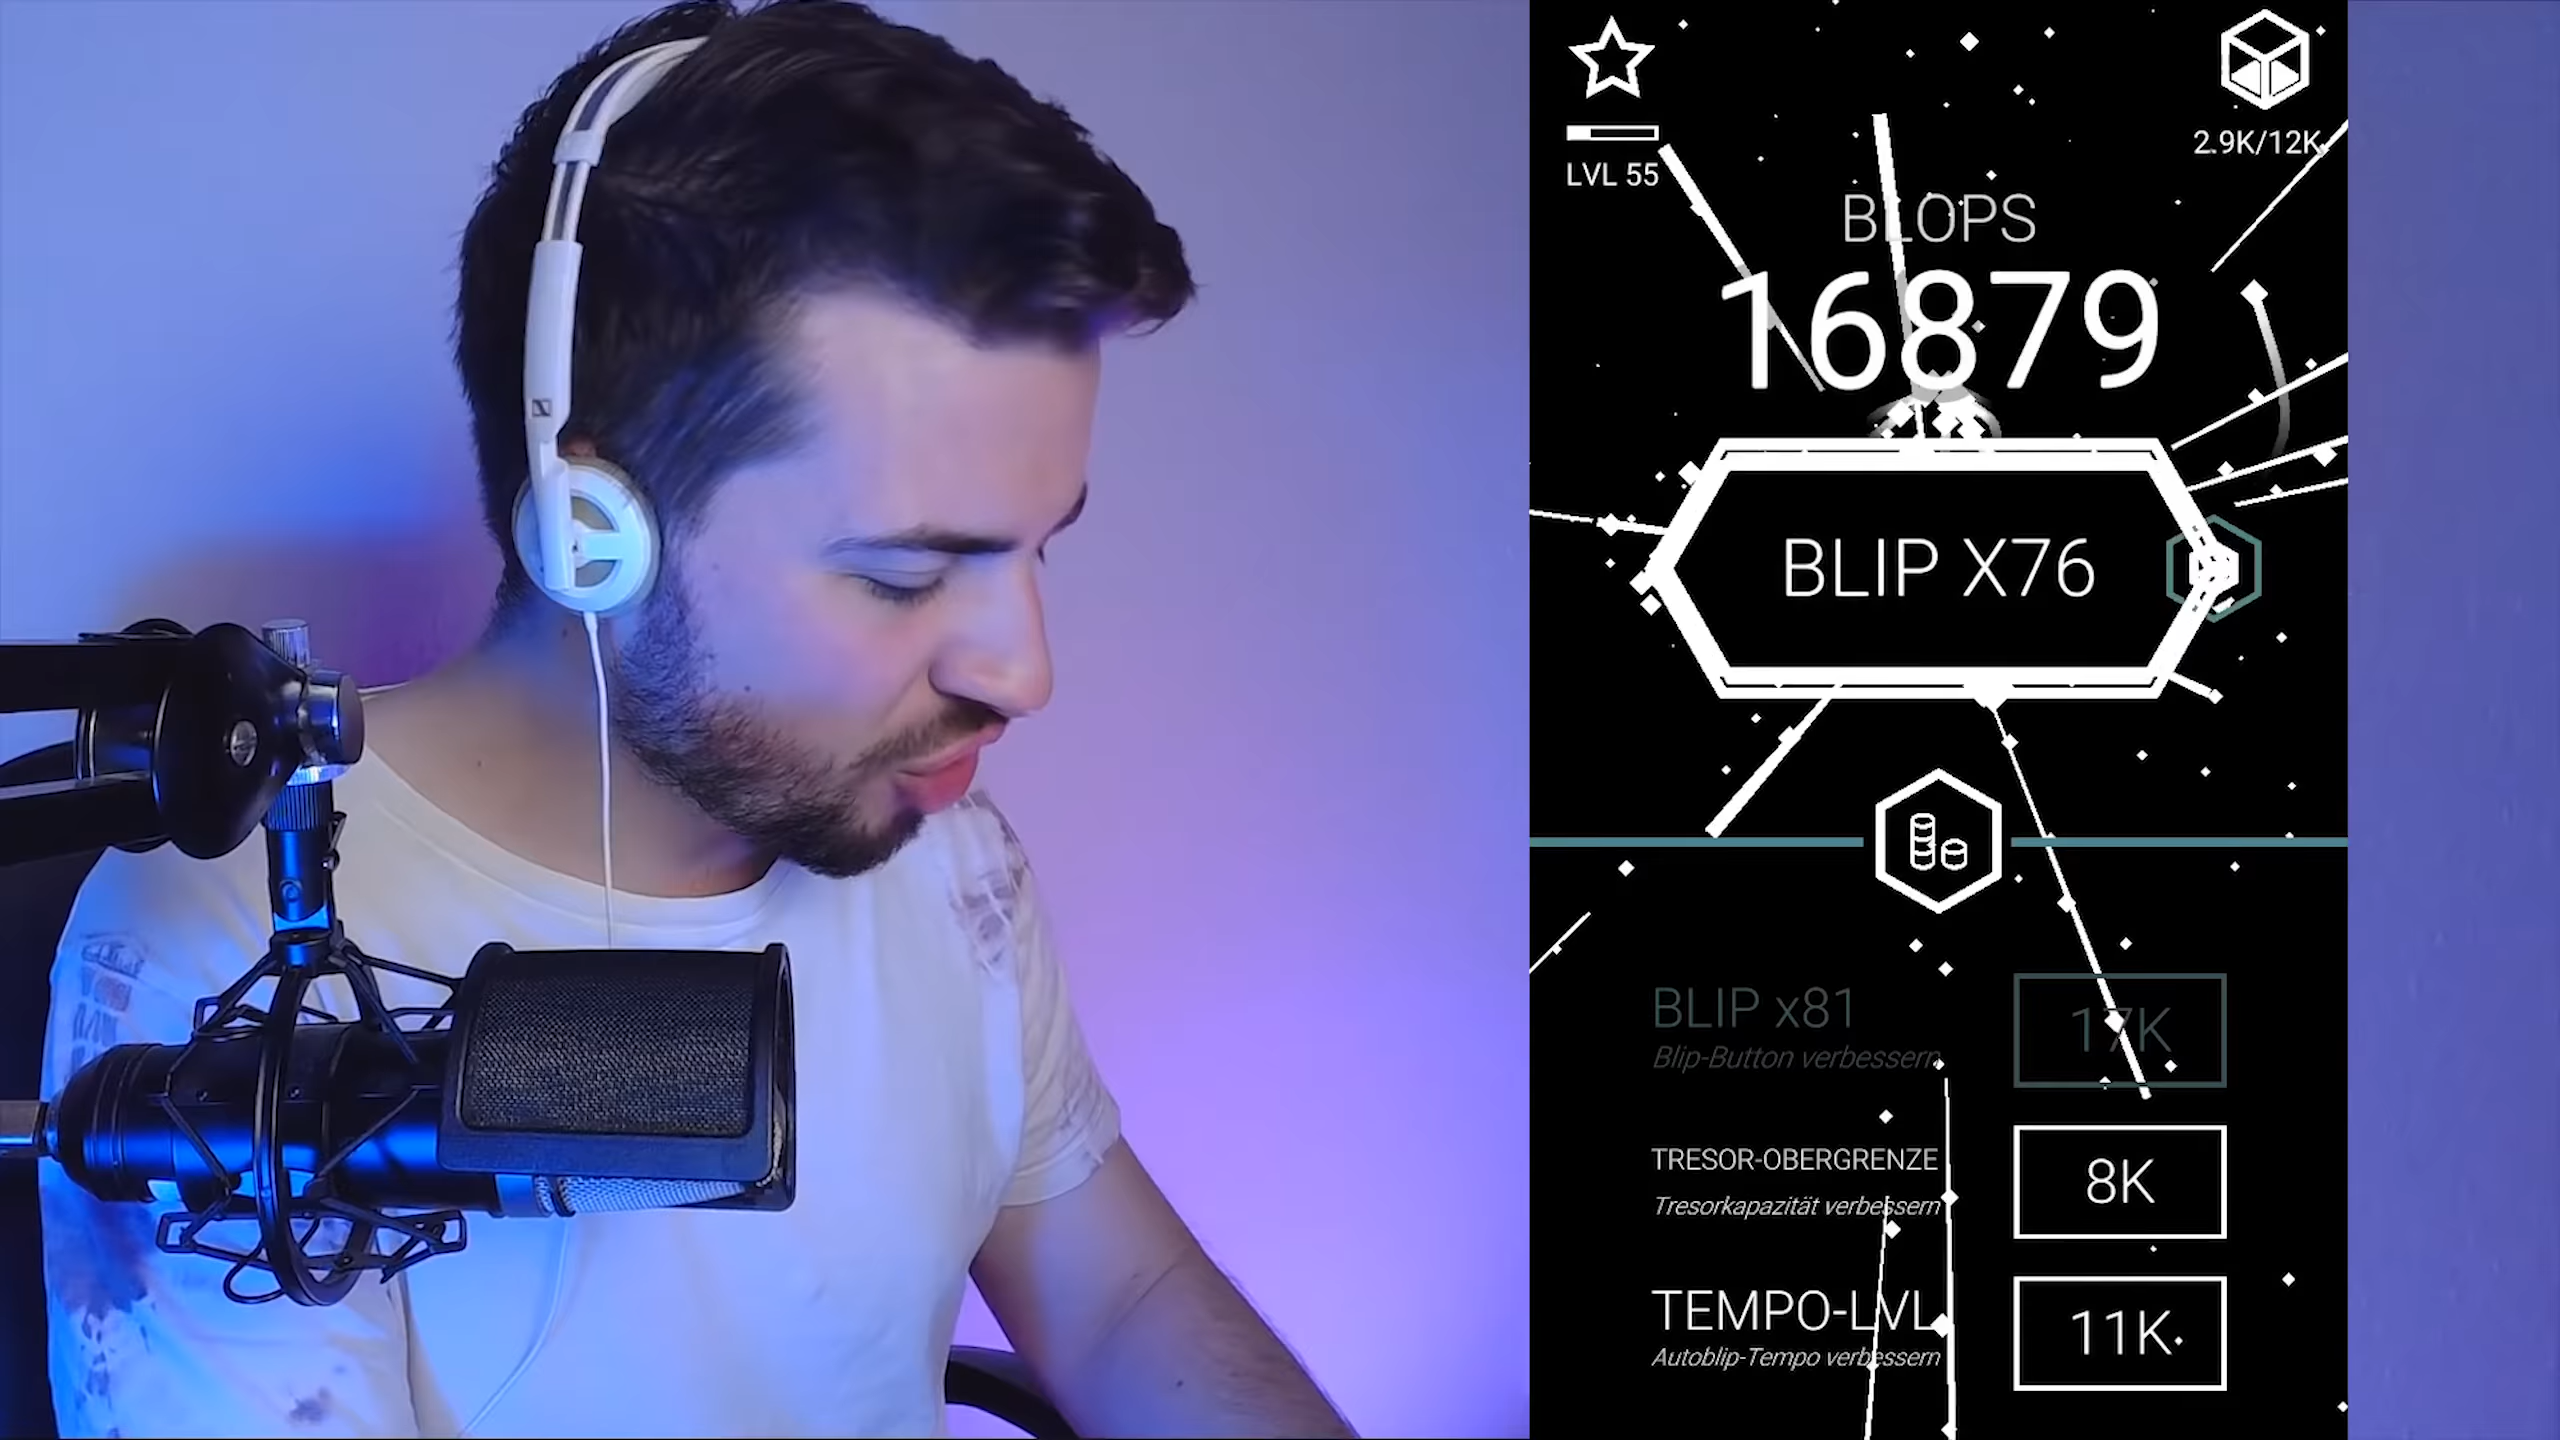 LVL 55
2.9K/12K
BLOPS
16879
BLIP X76
BLIP x81
17K
Blip-Button verbessern
TRESOR-OBERGRENZE
8K
Tresorkapazität verbessern
TEMPO-LVL
11K
Autoblip-Tempo verbessern